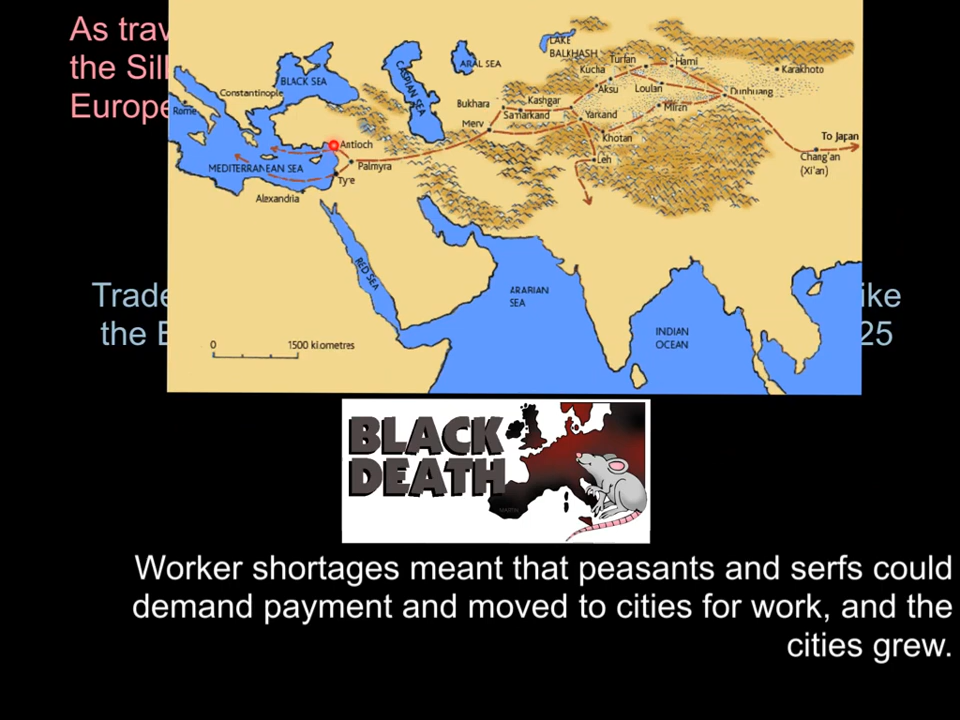 As trav
the Sill
Europe
LAKE
BALKHASH
Turfan
Hami
Kucha
Karakhoto
ARAL SEA
BLACK SEA
CASPIAN SEA
Aksu
Loulan
Dunhuang
Constantinople
Rome
Bukhara
Kashgar
Samarkand
Miran
Merv
Yarkand
Khotan
To Japan
Antioch
Chang'an
(Xi'an)
Leh
Palmyra
MEDITERRANEAN SEA
Tyre
Alexandria
RED SEA
ARABIAN
SEA
Trade
ike
the
25
INDIAN
OCEAN
0 1500 kilometres
BLACK
DEATH
Worker shortages meant that peasants and serfs could
demand payment and moved to cities for work, and the
cities grew.